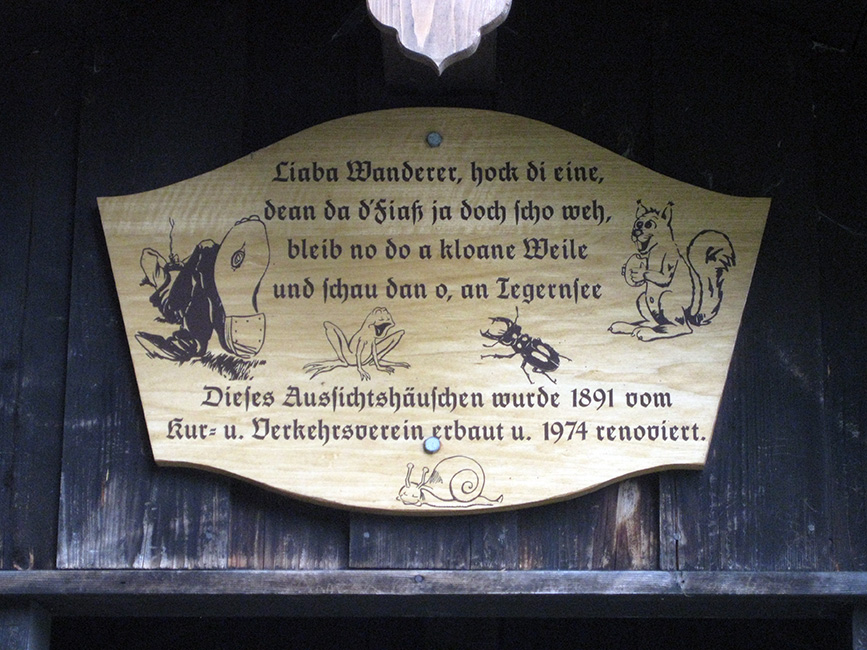 Liaba Wanderer, hock di eine,
dean da d'Fiaß ja doch scho weh,
bleib no do a kloane Weile
und schau dan o, an Tegernsee
Dieses Aussichtshäuschen wurde 1891 vom
Kur- u. Verkehrsverein erbaut u. 1974 renoviert.